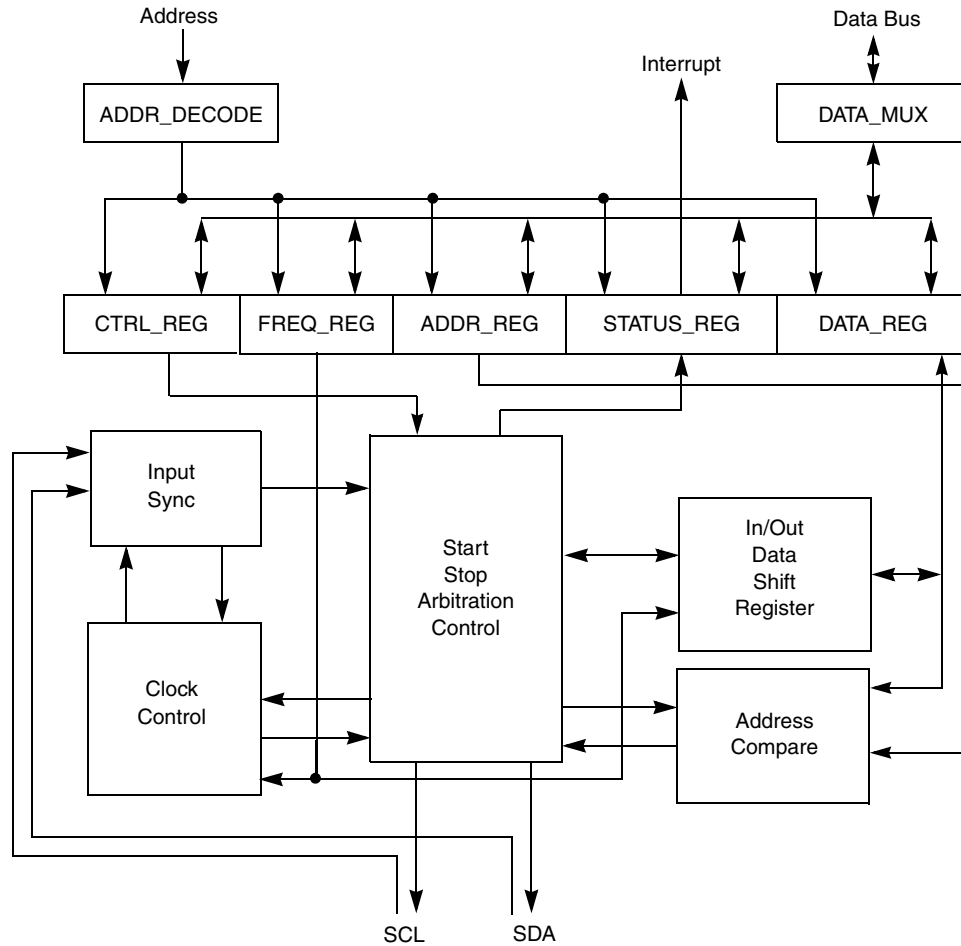 Address
Data Bus
Interrupt
ADDR_DECODE
DATA_MUX
CTRL_REG
FREQ_REG
ADDR_REG
STATUS_REG
DATA_REG
Input
Sync
Start
Stop
Arbitration
Control
In/Out
Data
Shift
Register
Clock
Control
Address
Compare
SCL
SDA